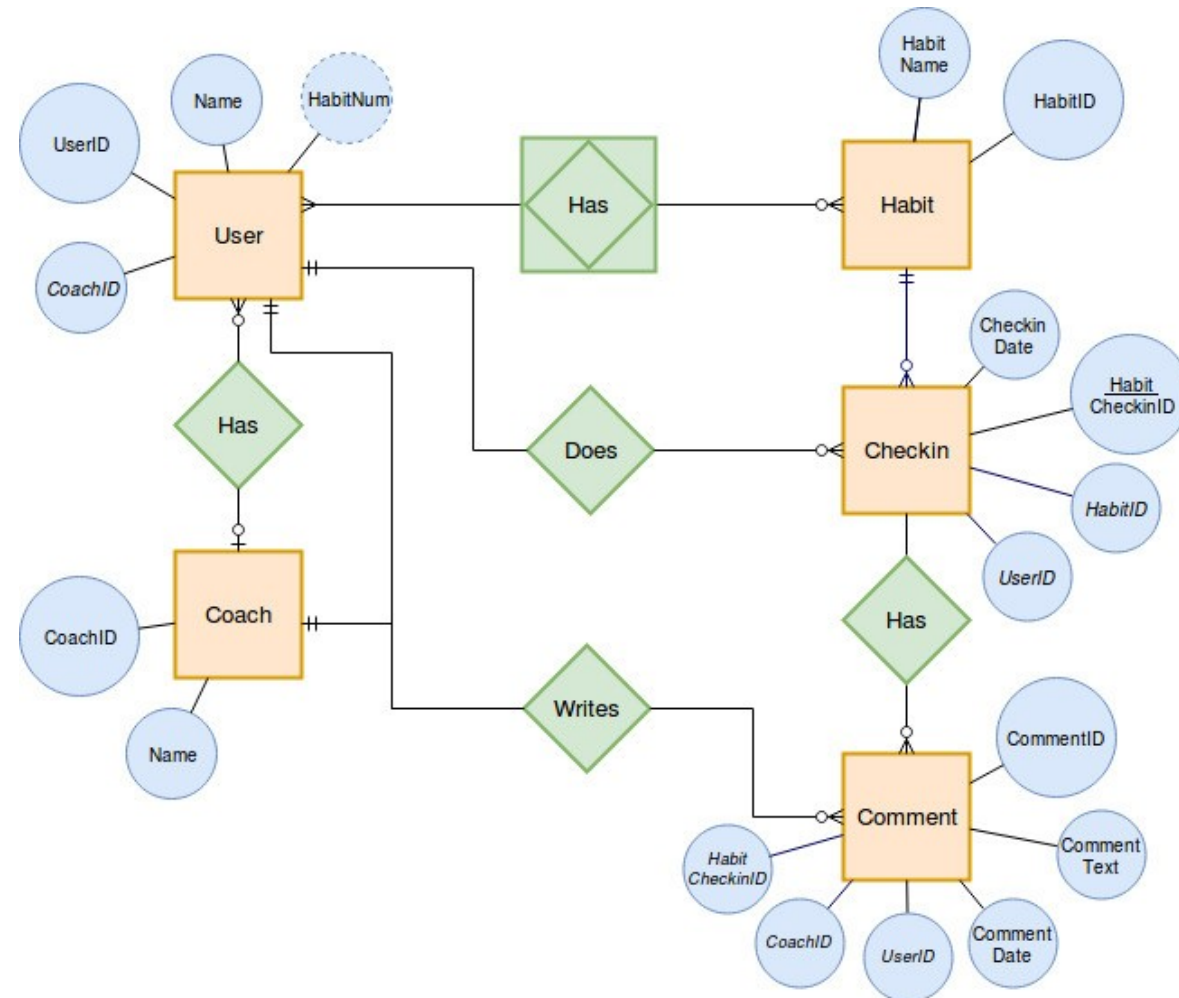 Habit
Name
HabitID
Name
HabitNum
UserID
User
Has
Habit
CoachID
Checkin
Date
Habit
CheckinID
Has
Does
Checkin
HabitID
UserID
Coach
CoachID
Has
Name
Writes
CommentID
Comment
Comment
Text
Habit
CheckinID
CoachID
UserID
Comment
Date